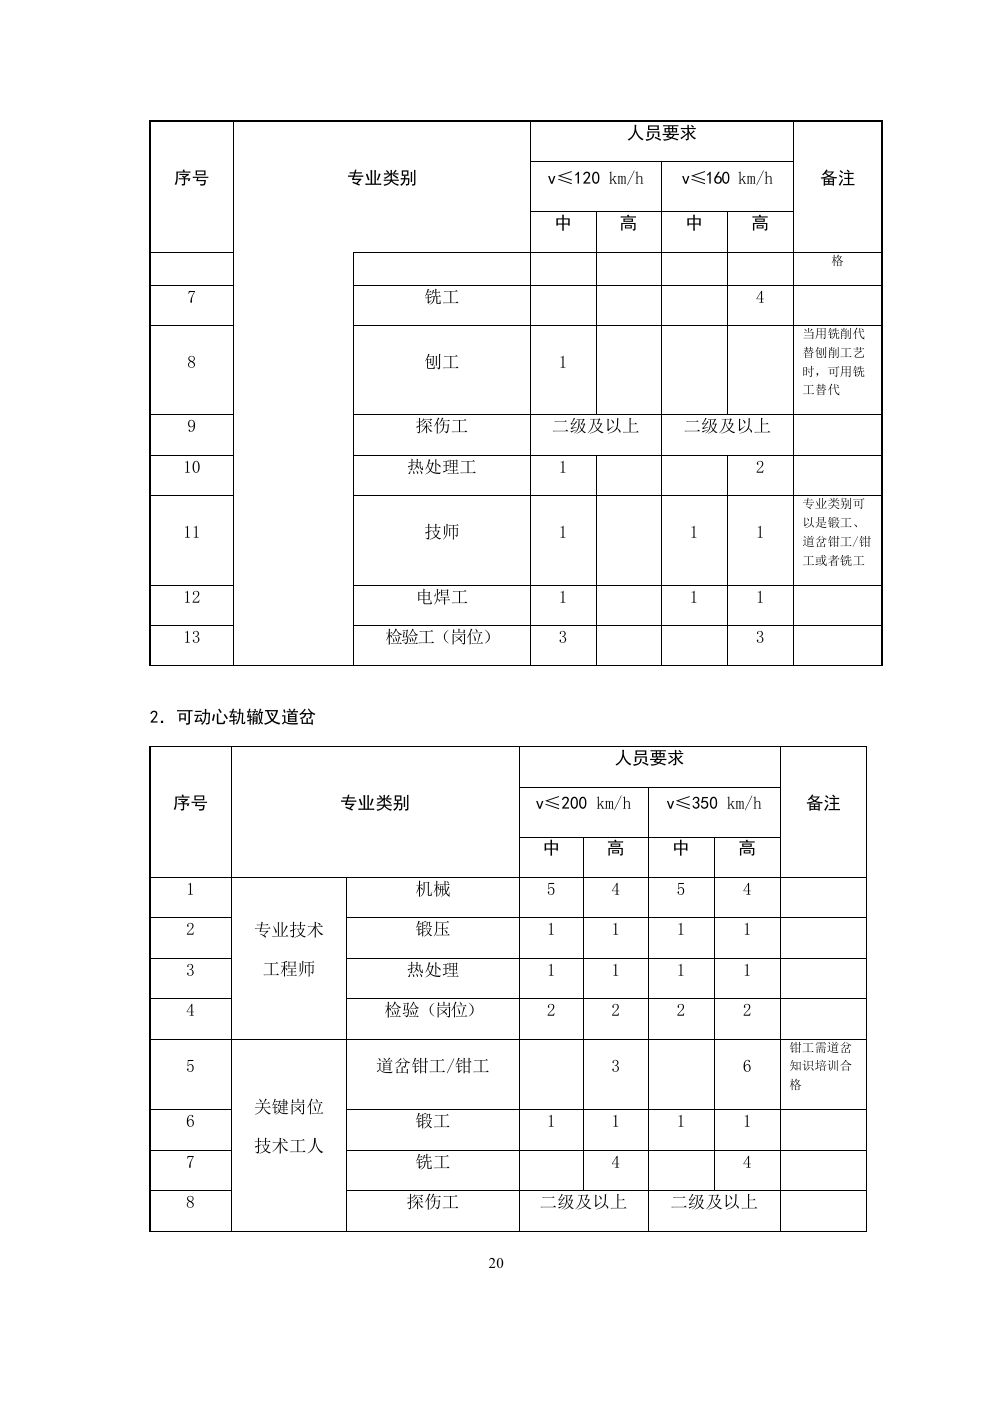 人员要求
序号 专业类别 v≤120 km/h v≤160 km/h 备注
中 高 中 高
格
7 铣工 4
8 刨工 1 当用铣削代
替刨削工艺
时，可用铣
工替代
9 探伤工 二级及以上 二级及以上
10 热处理工 1 2
11 技师 1 1 1 专业类别可
以是锻工、
道岔钳工/钳
工或者铣工
12 电焊工 1 1 1
13 检验工（岗位） 3 3
2．可动心轨辙叉道岔
人员要求
序号 专业类别 v≤200 km/h v≤350 km/h 备注
中 高 中 高
1 机械 5 4 5 4
专业技术
工程师
2 锻压 1 1 1 1
3 热处理 1 1 1 1
4 检验（岗位） 2 2 2 2
5 道岔钳工/钳工 3 6 钳工需道岔
知识培训合
格
关键岗位
技术工人
6 锻工 1 1 1 1
7 铣工 4 4
8 探伤工 二级及以上 二级及以上
20